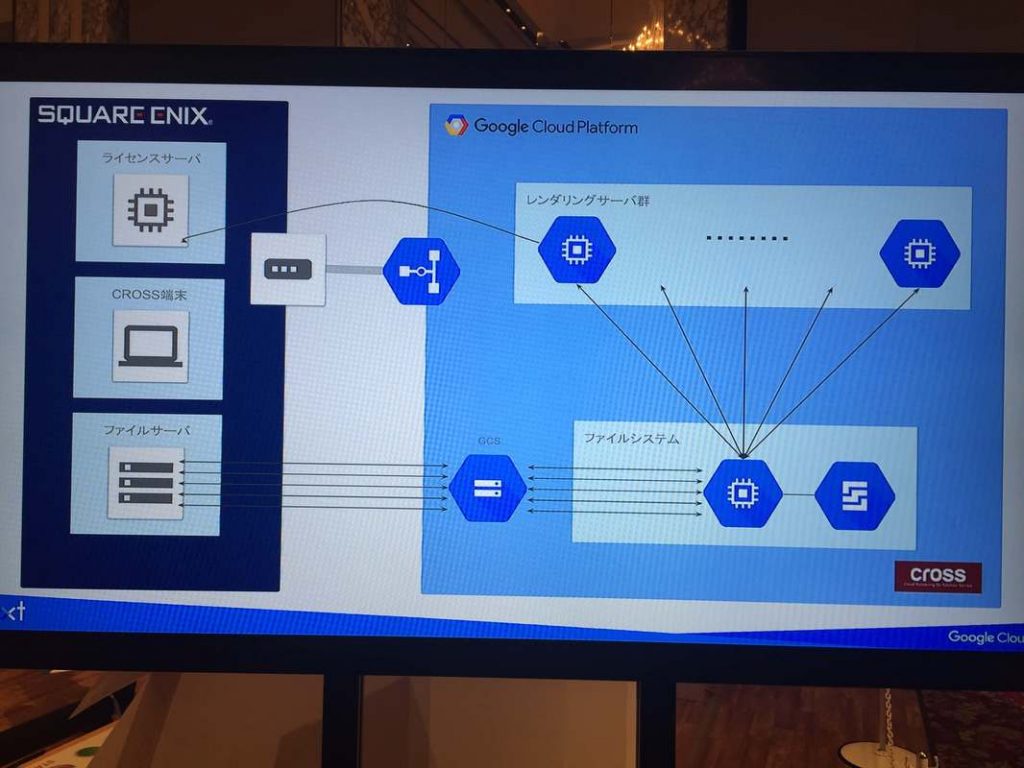 SQUARE ENIX®
ライセンスサーバ
CROSS端末
ファイルサーバ
Google Cloud Platform
レンダリングサーバ群
GCS
ファイルシステム
cross
xt
Google Clou